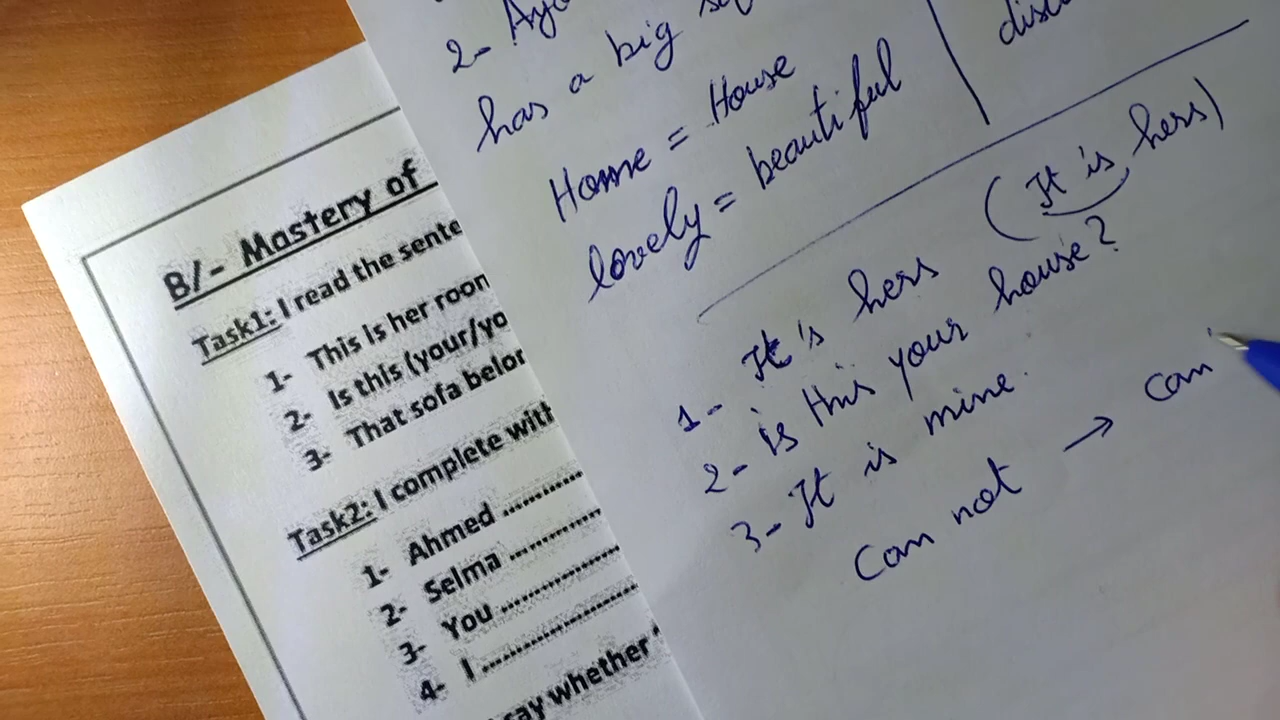 B/- Mastery of
Task1: I read the sente
1- This is her room
2- Is this (your/yo
3- That sofa belon
Task2: I complete with
1- Ahmed ............
2- Selma ............
3- You ............
4- I ............
say whether
2- Aya
has a big
Home = House
lovely = beautiful
(It is hers)
1- It's hers
2- is this your house?
3- It is mine.
Can not → can'